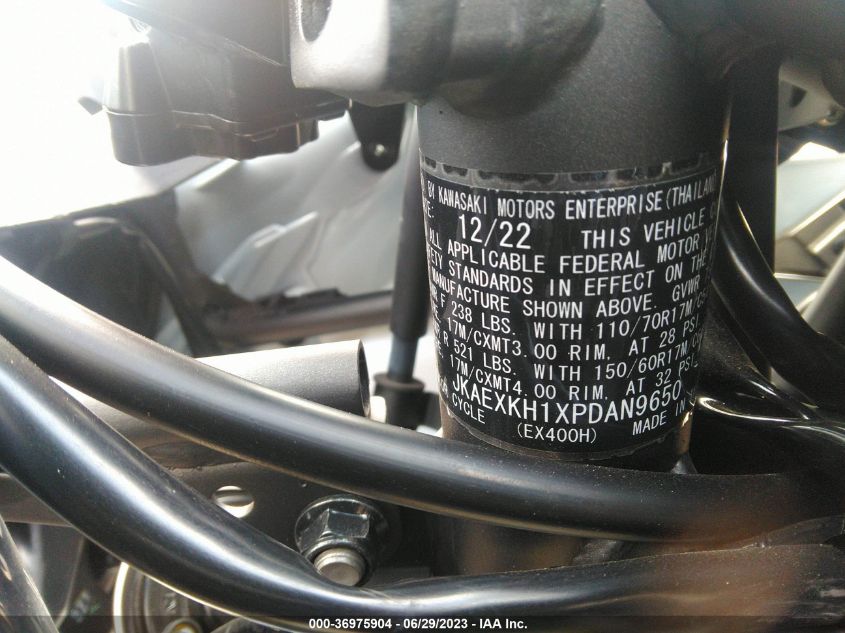 BY KAWASAKI MOTORS ENTERPRISE (THAILAN
12/22 THIS VEHICLE
ALL APPLICABLE FEDERAL MOTOR
STANDARDS IN EFFECT ON THE
MANUFACTURE SHOWN ABOVE. GVWR
F 238 LBS. WITH 110/70R17M/C
17M/CXMT3.00 RIM, AT 28 PSI
R 521 LBS. WITH 150/60R17M/C
17M/CXMT4.00 RIM, AT 32 PSI
JKAEXKH1XPDAN9650
CYCLE (EX400H) MADE IN
000-36975904 - 06/29/2023 - IAA Inc.